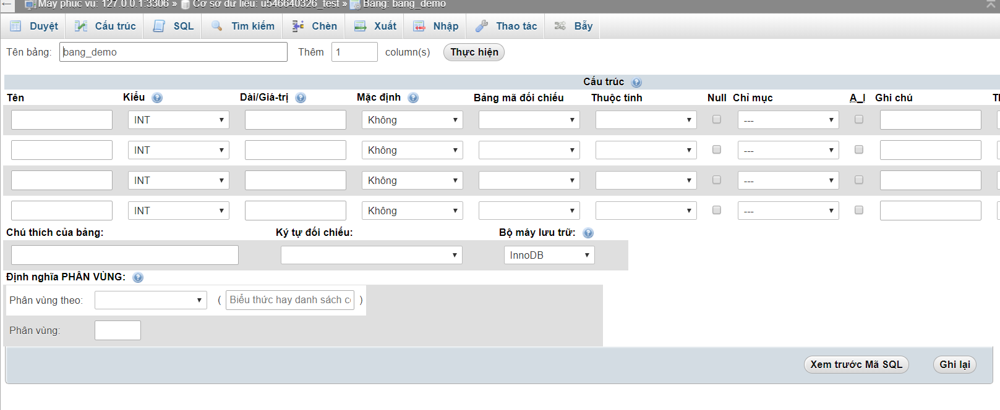 Máy phục vụ: 127.0.0.1:3306 » Cơ sở dữ liệu: u546640326_test » Bảng: bang_demo
Duyệt Cấu trúc SQL Tìm kiếm Chèn Xuất Nhập Thao tác Bẫy
Tên bảng: bang_demo Thêm 1 column(s) Thực hiện
Cấu trúc
Tên Kiểu Dài/Giá-trị Mặc định Bảng mã đối chiếu Thuộc tính Null Chỉ mục A_I Ghi chú
INT Không ---
INT Không ---
INT Không ---
INT Không ---
Chú thích của bảng: Ký tự đối chiếu: Bộ máy lưu trữ:
InnoDB
Định nghĩa PHÂN VÙNG:
Phân vùng theo: ( Biểu thức hay danh sách )
Phân vùng:
Xem trước Mã SQL Ghi lại